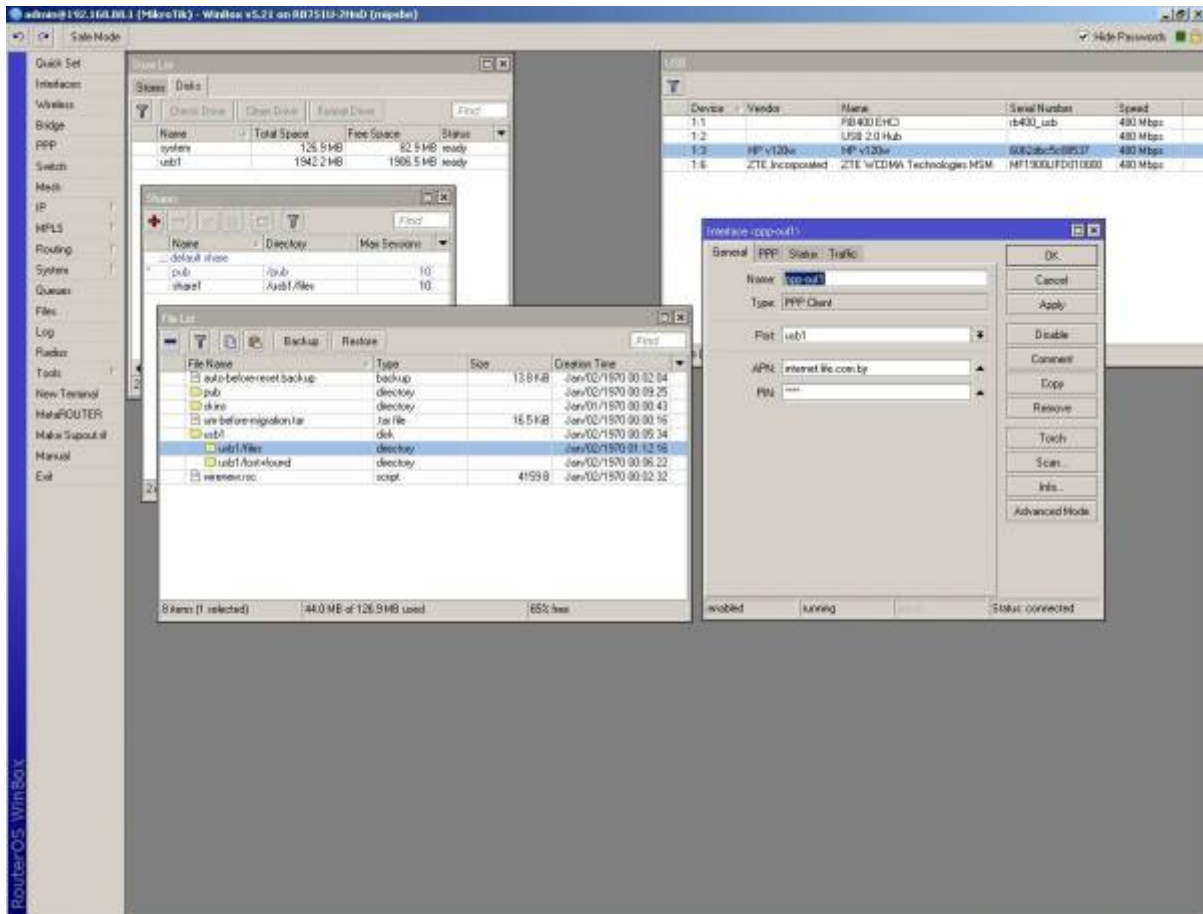 admin@192.168.88.1 (MikroTik) - WinBox v5.21 on RB751U-2HnD (mipsbe)
Safe Mode
Hide Passwords
Quick Set
Interfaces
Wireless
Bridge
PPP
Switch
Mesh
IP
MPLS
Routing
System
Queues
Files
Log
Radius
Tools
New Terminal
MetaROUTER
Make Supout.rif
Manual
Exit
RouterOS WinBox
Store List
Stores Disks
Check Drive Clean Drive Format Drive Find
Name Total Space Free Space Status
system 126.9 MB 82.9 MB ready
usb1 1942.2 MB 1906.5 MB ready
Shares
Find
Name Directory Max Sessions
::: default share
pub /pub 10
share1 /usb1/files 10
File List
Backup Restore Find
File Name Type Size Creation Time
auto-before-reset.backup backup 13.8 KiB Jan/02/1970 00:02:04
pub directory Jan/02/1970 00:09:25
skins directory Jan/01/1970 00:00:43
um-before-migration.tar .tar file 16.5 KiB Jan/02/1970 00:00:16
usb1 disk Jan/02/1970 00:05:34
usb1/files directory Jan/02/1970 01:12:16
usb1/lost+found directory Jan/02/1970 00:06:22
script 4159 B Jan/02/1970 00:02:32
8 items (1 selected) 44.0 MB of 126.9 MB used 65% free
USB
Device Vendor Name Serial Number Speed
1:1 RB400 EHCI rb400_usb 480 Mbps
1:2 USB 2.0 Hub 480 Mbps
1:3 HP v120w HP v120w 480 Mbps
1:6 ZTE,Incorporated ZTE WCDMA Technologies MSM 480 Mbps
Interface <ppp-out1>
General PPP Status Traffic
Name: ppp-out1
Type: PPP Client
Port: usb1
APN: internet.life.com.by
PIN: ****
OK
Cancel
Apply
Disable
Comment
Copy
Remove
Torch
Scan...
Info...
Advanced Mode
enabled running Status: connected